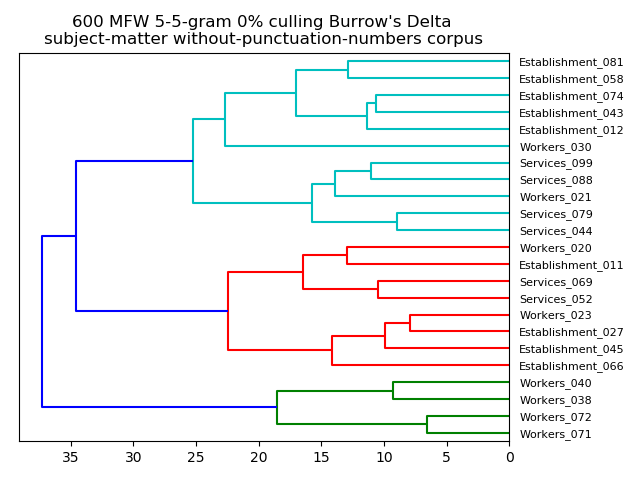 600 MFW 5-5-gram 0% culling Burrow's Delta
subject-matter without-punctuation-numbers corpus
Establishment_081
Establishment_058
Establishment_074
Establishment_043
Establishment_012
Workers_030
Services_099
Services_088
Workers_021
Services_079
Services_044
Workers_020
Establishment_011
Services_069
Services_052
Workers_023
Establishment_027
Establishment_045
Establishment_066
Workers_040
Workers_038
Workers_072
Workers_071
35 30 25 20 15 10 5 0